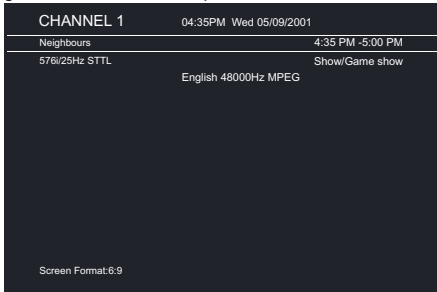 CHANNEL 1 04:35PM Wed 05/09/2001
Neighbours 4:35 PM -5:00 PM
576i/25Hz STTL Show/Game show
English 48000Hz MPEG
Screen Format:6:9